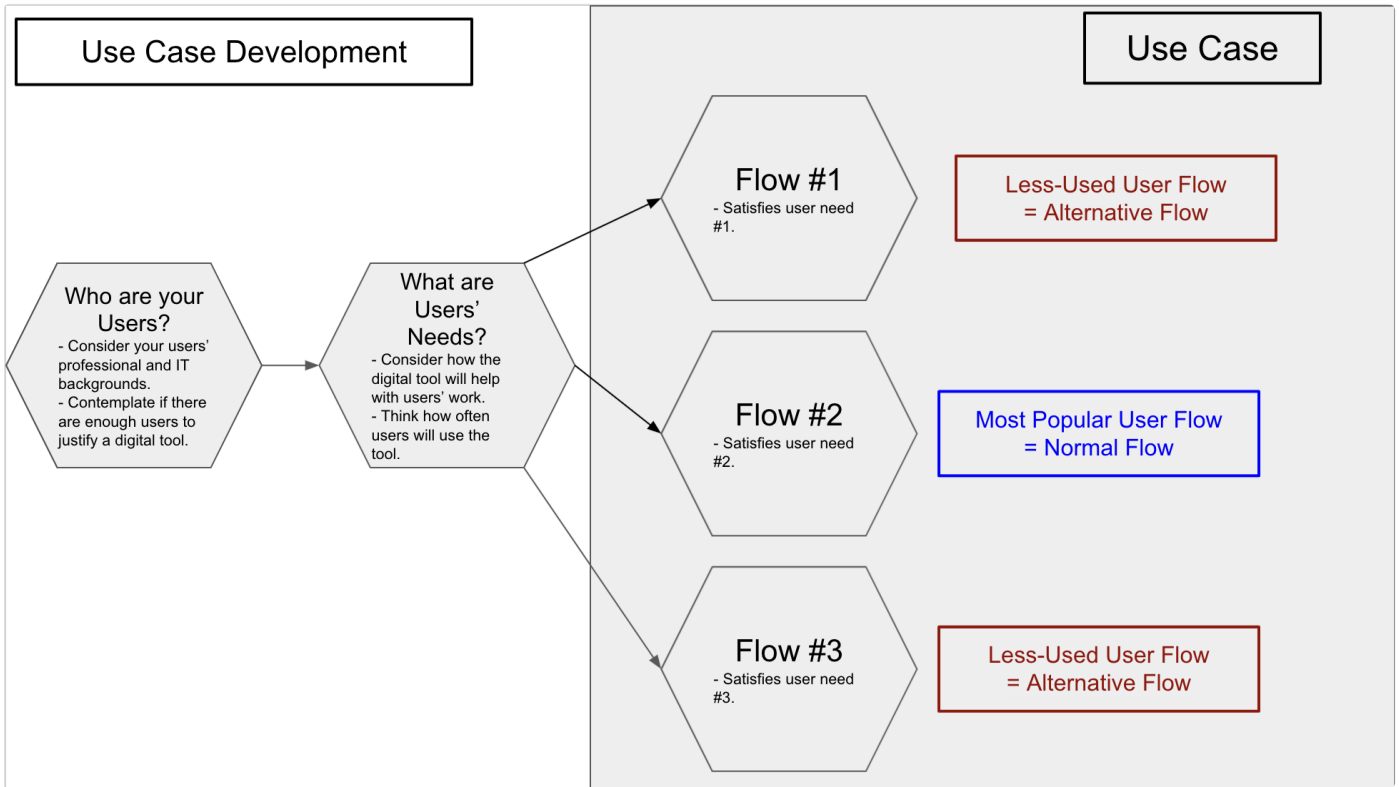 Use Case Development
Use Case
Who are your
Users?
- Consider your users’
professional and IT
backgrounds.
- Contemplate if there
are enough users to
justify a digital tool.
What are
Users’
Needs?
- Consider how the
digital tool will help
with users’ work.
- Think how often
users will use the
tool.
Flow #1
- Satisfies user need
#1.
Less-Used User Flow
= Alternative Flow
Flow #2
- Satisfies user need
#2.
Most Popular User Flow
= Normal Flow
Flow #3
- Satisfies user need
#3.
Less-Used User Flow
= Alternative Flow